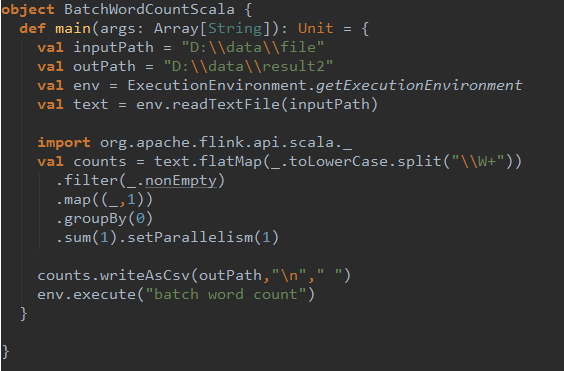 object BatchWordCountScala {
  def main(args: Array[String]): Unit = {
    val inputPath = "D:\\data\\file"
    val outPath = "D:\\data\\result2"
    val env = ExecutionEnvironment.getExecutionEnvironment
    val text = env.readTextFile(inputPath)

    import org.apache.flink.api.scala._
    val counts = text.flatMap(_.toLowerCase.split("\\W+"))
      .filter(_.nonEmpty)
      .map((_,1))
      .groupBy(0)
      .sum(1).setParallelism(1)

    counts.writeAsCsv(outPath,"\n"," ")
    env.execute("batch word count")
  }

}